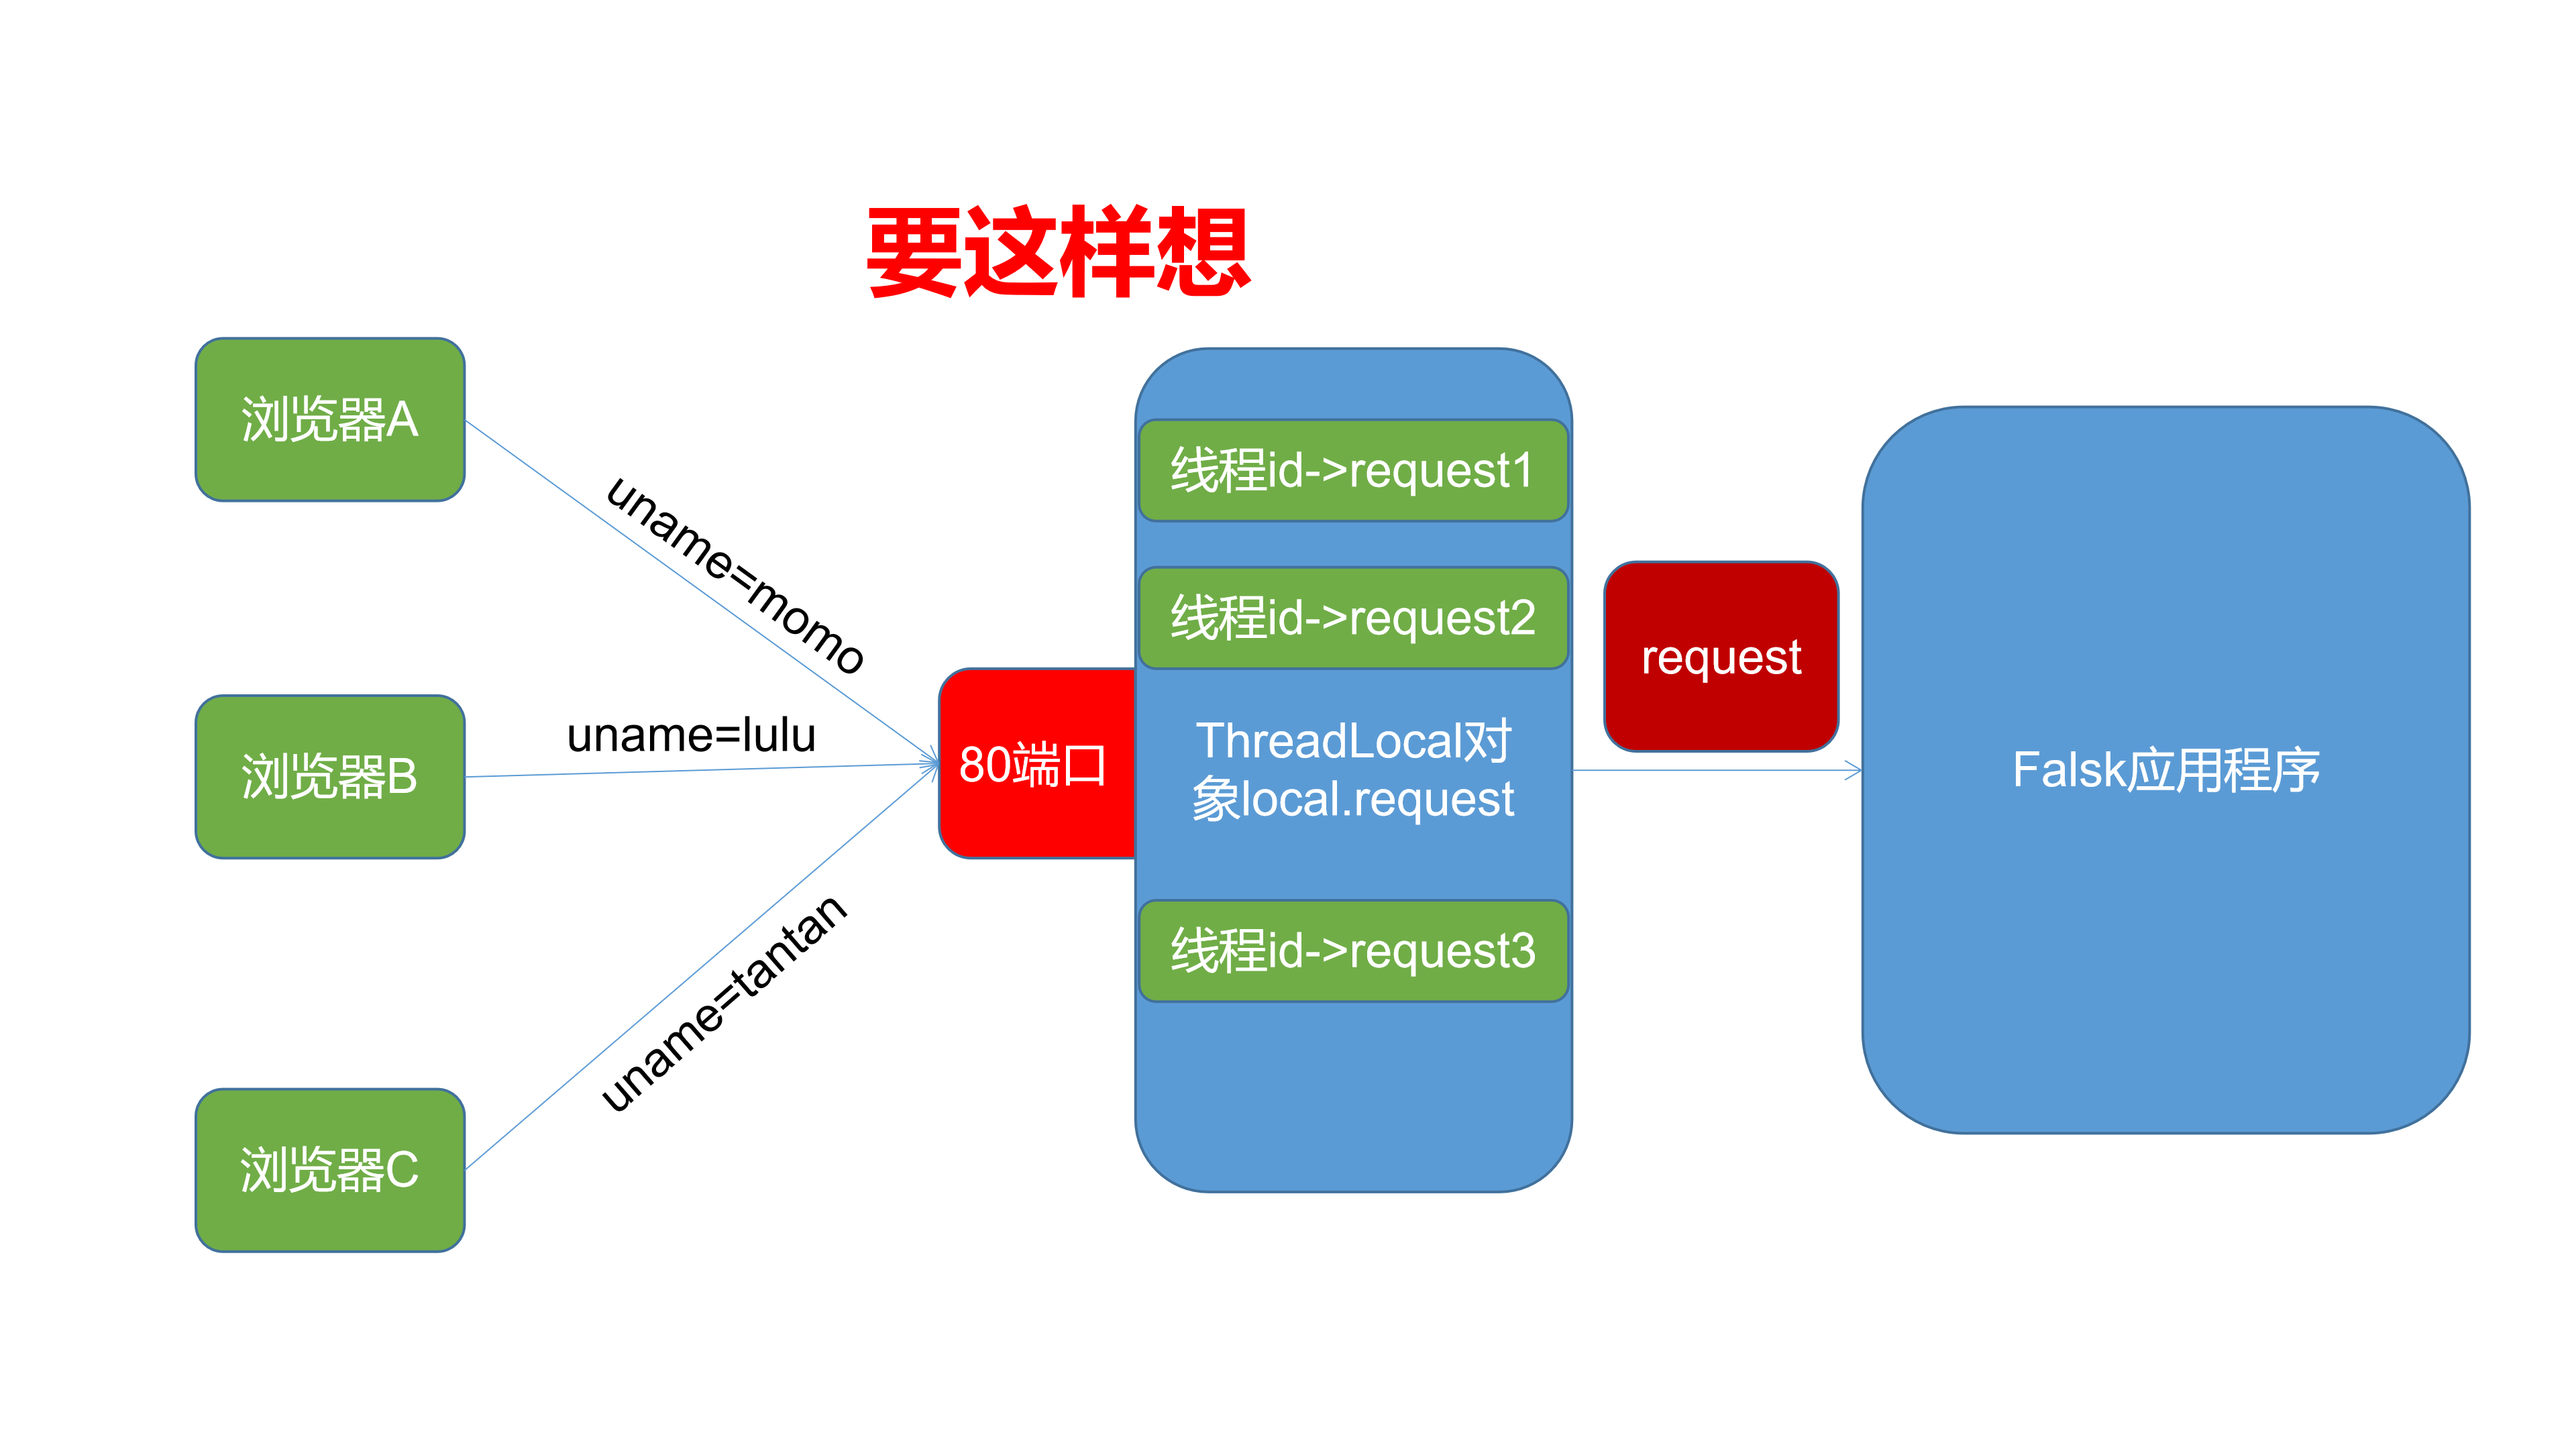 要这样想
浏览器A
uname=momo
浏览器B
uname=lulu
浏览器C
uname=tantan
80端口
线程id->request1
线程id->request2
ThreadLocal对
象local.request
线程id->request3
request
Falsk应用程序